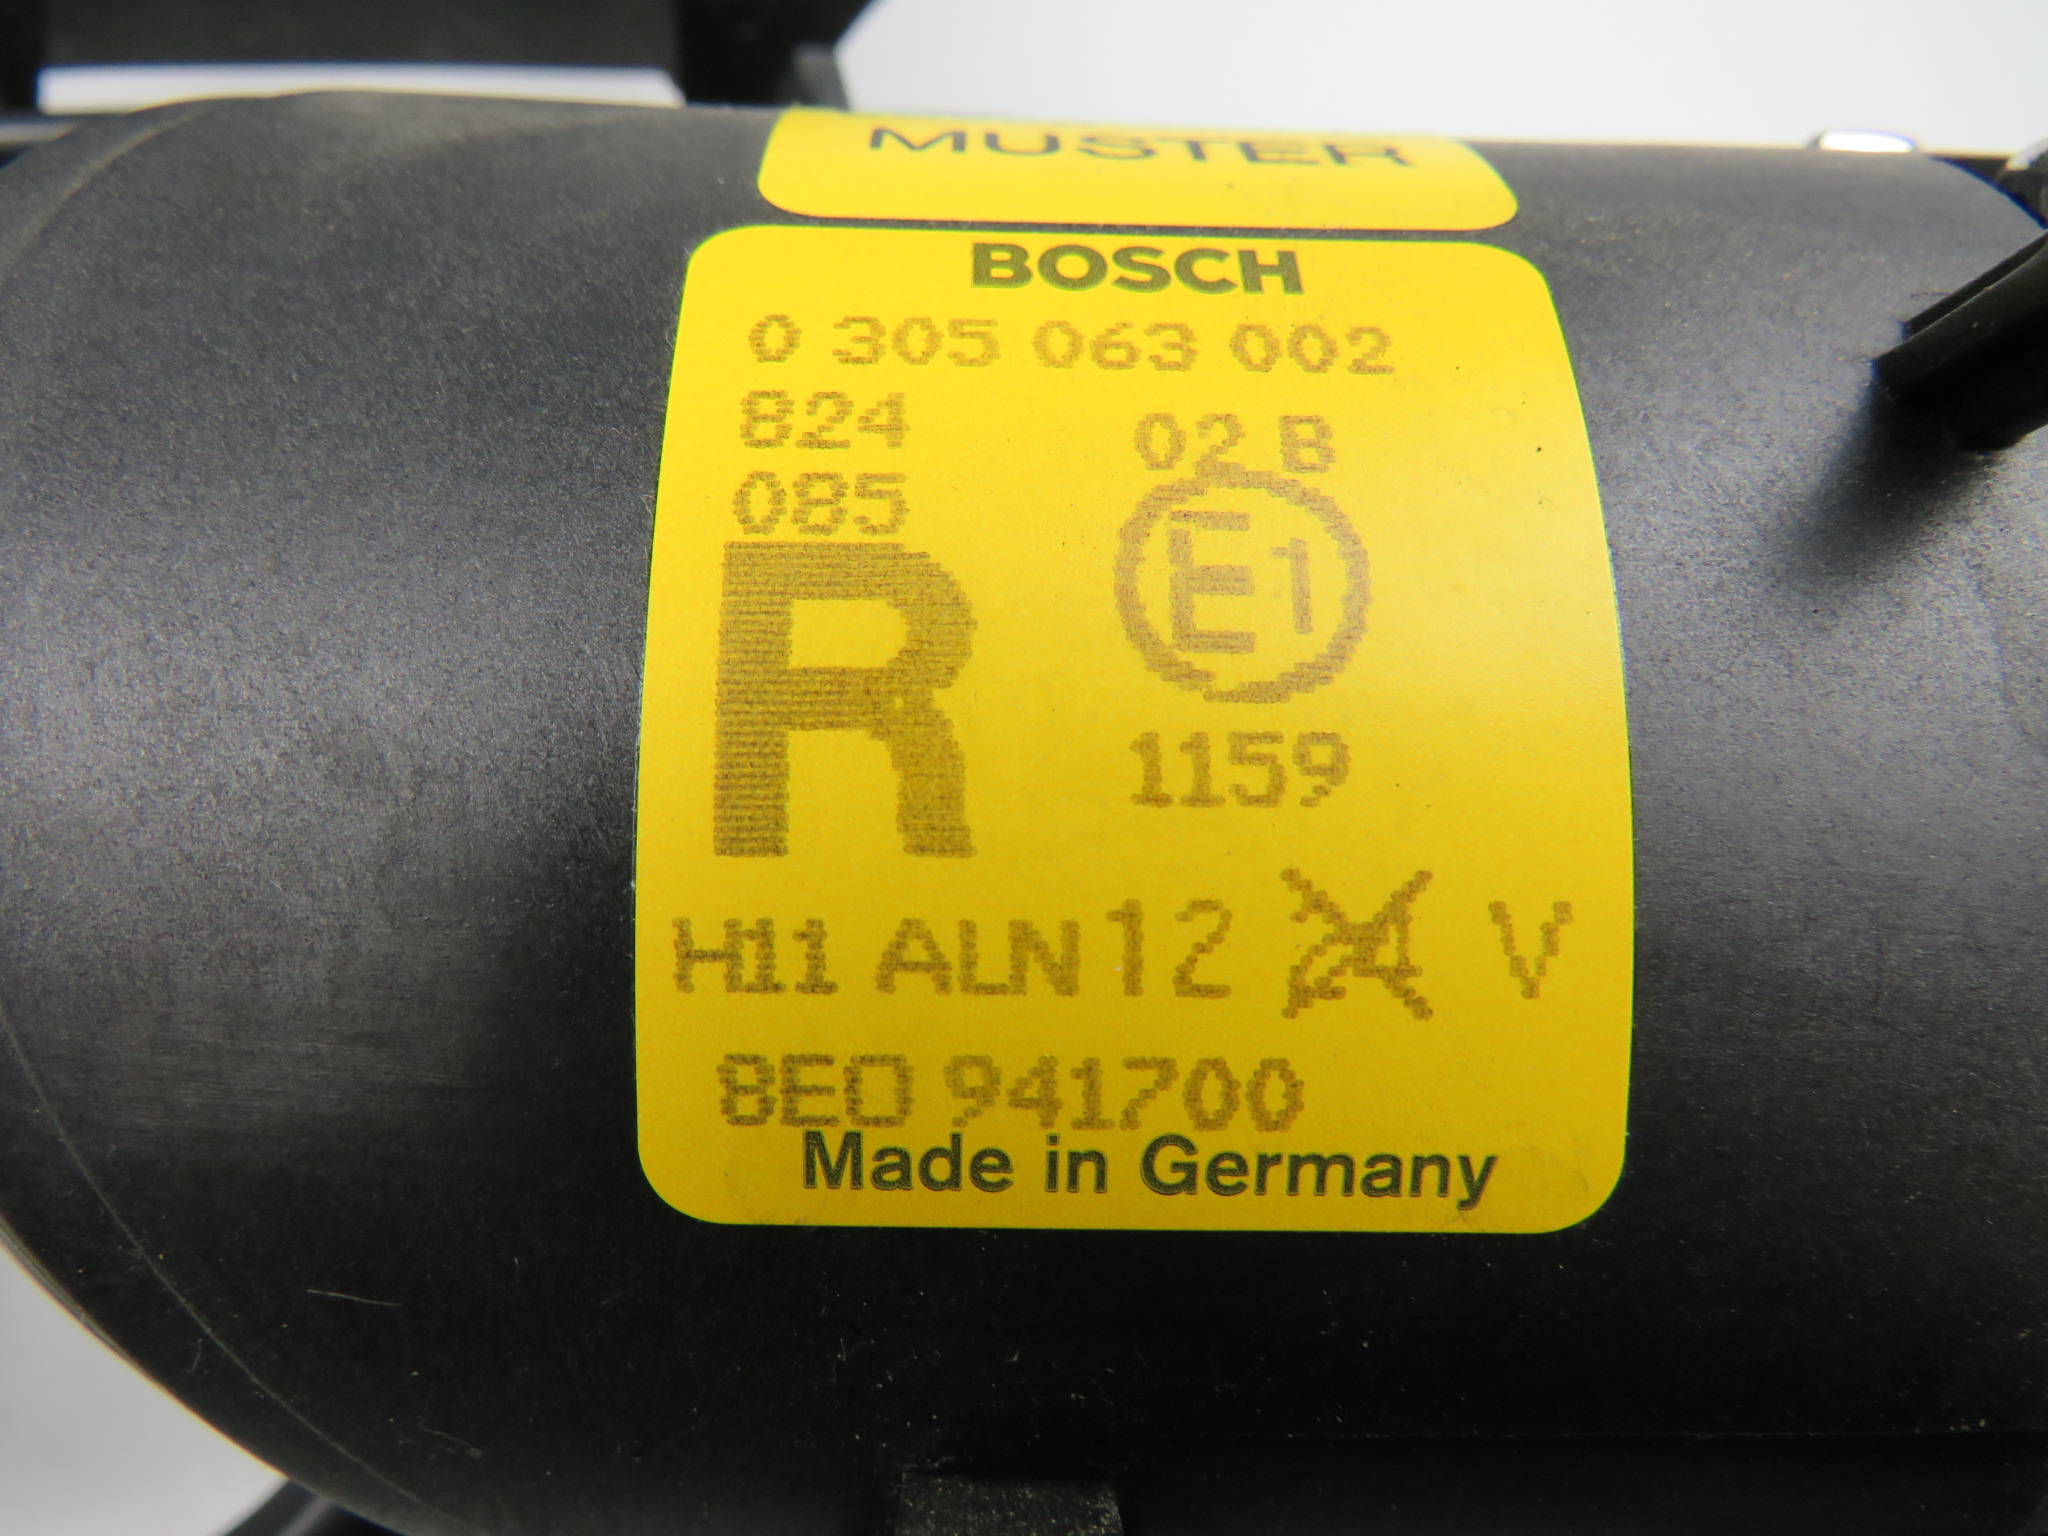 MUSTER
BOSCH
0 305 063 002
824
02 B
085
R
E1
1159
H11 ALN 12 24 V
8E0 941700
Made in Germany